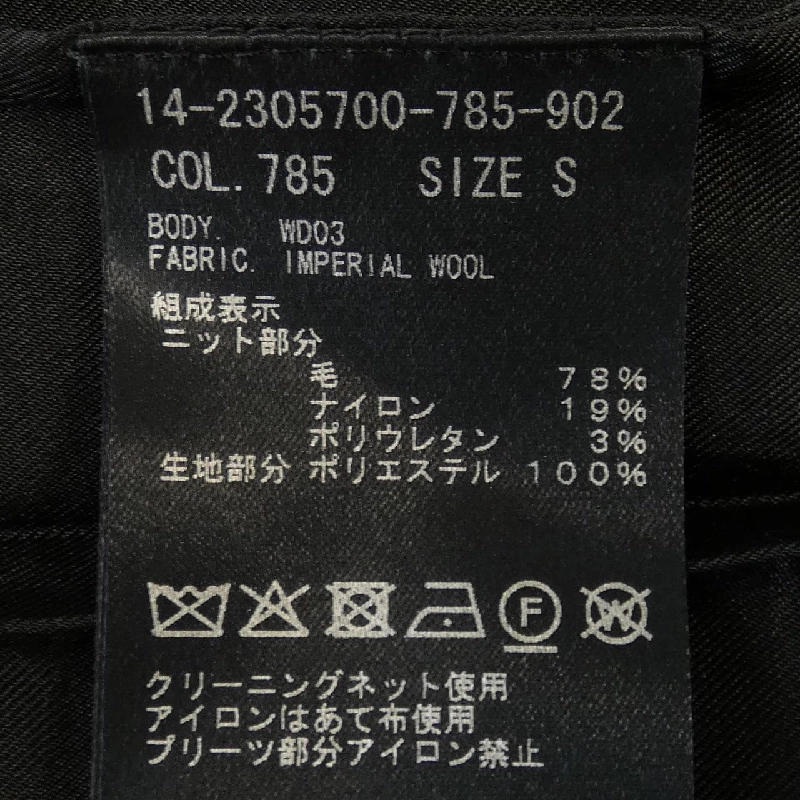 14-2305700-785-902
COL. 785 SIZE S
BODY. WD03
FABRIC. IMPERIAL WOOL
組成表示
ニット部分
毛 78%
ナイロン 19%
ポリウレタン 3%
生地部分 ポリエステル 100%
F W
クリーニングネット使用
アイロンはあて布使用
プリーツ部分アイロン禁止